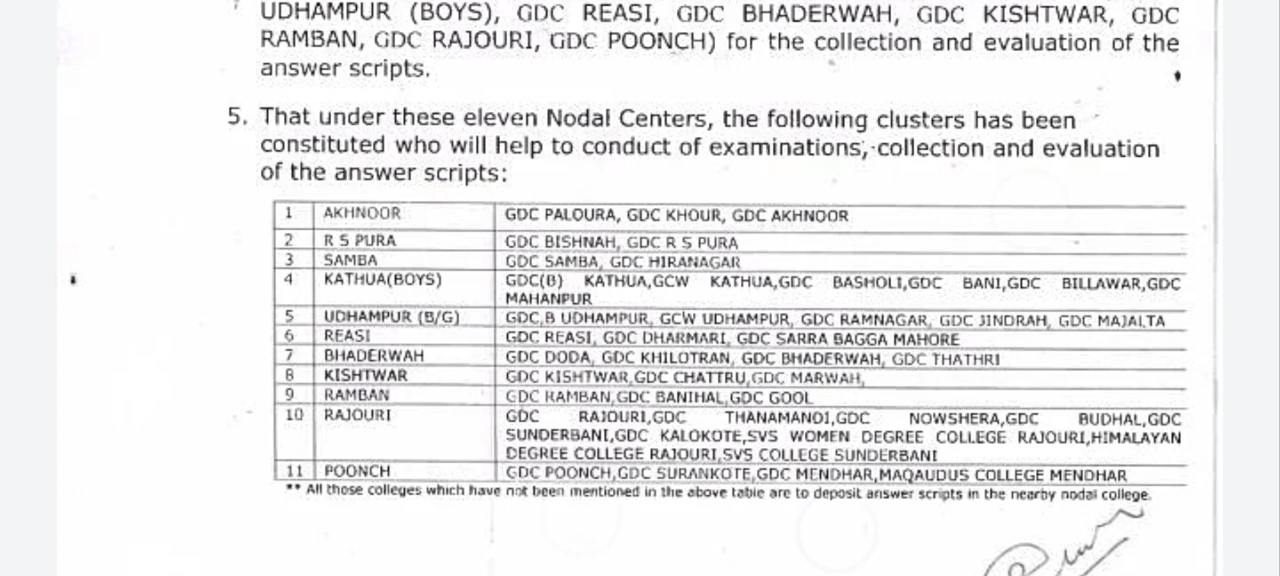 UDHAMPUR (BOYS), GDC REASI, GDC BHADERWAH, GDC KISHTWAR, GDC
RAMBAN, GDC RAJOURI, GDC POONCH) for the collection and evaluation of the
answer scripts.
5. That under these eleven Nodal Centers, the following clusters has been
constituted who will help to conduct of examinations, collection and evaluation
of the answer scripts:
1 AKHNOOR GDC PALOURA, GDC KHOUR, GDC AKHNOOR
2 R S PURA GDC BISHNAH, GDC R S PURA
3 SAMBA GDC SAMBA, GDC HIRANAGAR
4 KATHUA(BOYS) GDC(B) KATHUA,GCW KATHUA,GDC BASHOLI,GDC BANI,GDC BILLAWAR,GDC
MAHANPUR
5 UDHAMPUR (B/G) GDC,B UDHAMPUR, GCW UDHAMPUR, GDC RAMNAGAR, GDC JINDRAH, GDC MAJALTA
6 REASI GDC REASI, GDC DHARMARI, GDC SARRA BAGGA MAHORE
7 BHADERWAH GDC DODA, GDC KHILOTRAN, GDC BHADERWAH, GDC THATHRI
8 KISHTWAR GDC KISHTWAR,GDC CHATTRU,GDC MARWAH,
9 RAMBAN GDC RAMBAN,GDC BANIHAL,GDC GOOL
10 RAJOURI GDC RAJOURI,GDC THANAMANDI,GDC NOWSHERA,GDC BUDHAL,GDC
SUNDERBANI,GDC KALOKOTE,SVS WOMEN DEGREE COLLEGE RAJOURI,HIMALAYAN
DEGREE COLLEGE RAJOURI,SVS COLLEGE SUNDERBANI
11 POONCH GDC POONCH,GDC SURANKOTE,GDC MENDHAR,MAQAUDUS COLLEGE MENDHAR
** All those colleges which have not been mentioned in the above table are to deposit answer scripts in the nearby nodal college.